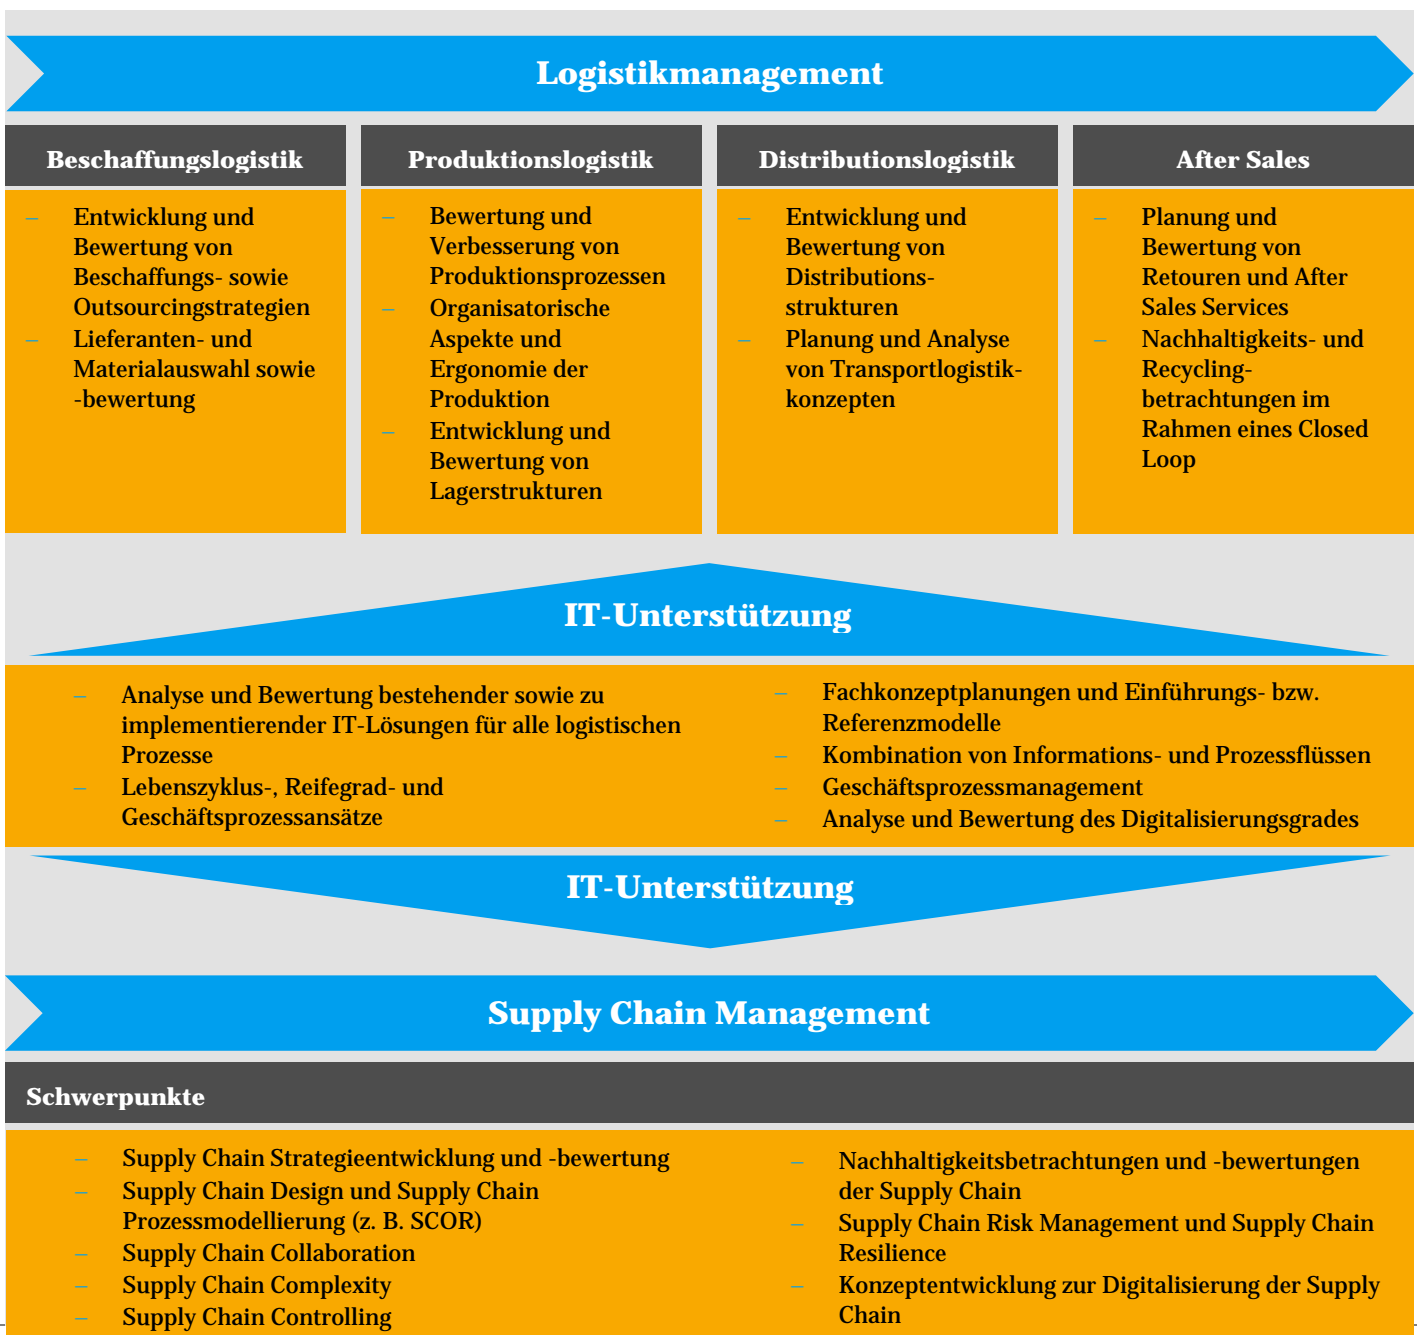 Logistikmanagement
Beschaffungslogistik
– Entwicklung und
Bewertung von
Beschaffungs- sowie
Outsourcingstrategien
– Lieferanten- und
Materialauswahl sowie
-bewertung
Produktionslogistik
– Bewertung und
Verbesserung von
Produktionsprozessen
– Organisatorische
Aspekte und
Ergonomie der
Produktion
– Entwicklung und
Bewertung von
Lagerstrukturen
Distributionslogistik
– Entwicklung und
Bewertung von
Distributions-
strukturen
– Planung und Analyse
von Transportlogistik-
konzepten
After Sales
– Planung und
Bewertung von
Retouren und After
Sales Services
– Nachhaltigkeits- und
Recycling-
betrachtungen im
Rahmen eines Closed
Loop
IT-Unterstützung
– Analyse und Bewertung bestehender sowie zu
implementierender IT-Lösungen für alle logistischen
Prozesse
– Lebenszyklus-, Reifegrad- und
Geschäftsprozessansätze
– Fachkonzeptplanungen und Einführungs- bzw.
Referenzmodelle
– Kombination von Informations- und Prozessflüssen
– Geschäftsprozessmanagement
– Analyse und Bewertung des Digitalisierungsgrades
IT-Unterstützung
Supply Chain Management
Schwerpunkte
– Supply Chain Strategieentwicklung und -bewertung
– Supply Chain Design und Supply Chain
Prozessmodellierung (z. B. SCOR)
– Supply Chain Collaboration
– Supply Chain Complexity
– Supply Chain Controlling
– Nachhaltigkeitsbetrachtungen und -bewertungen
der Supply Chain
– Supply Chain Risk Management und Supply Chain
Resilience
– Konzeptentwicklung zur Digitalisierung der Supply
Chain